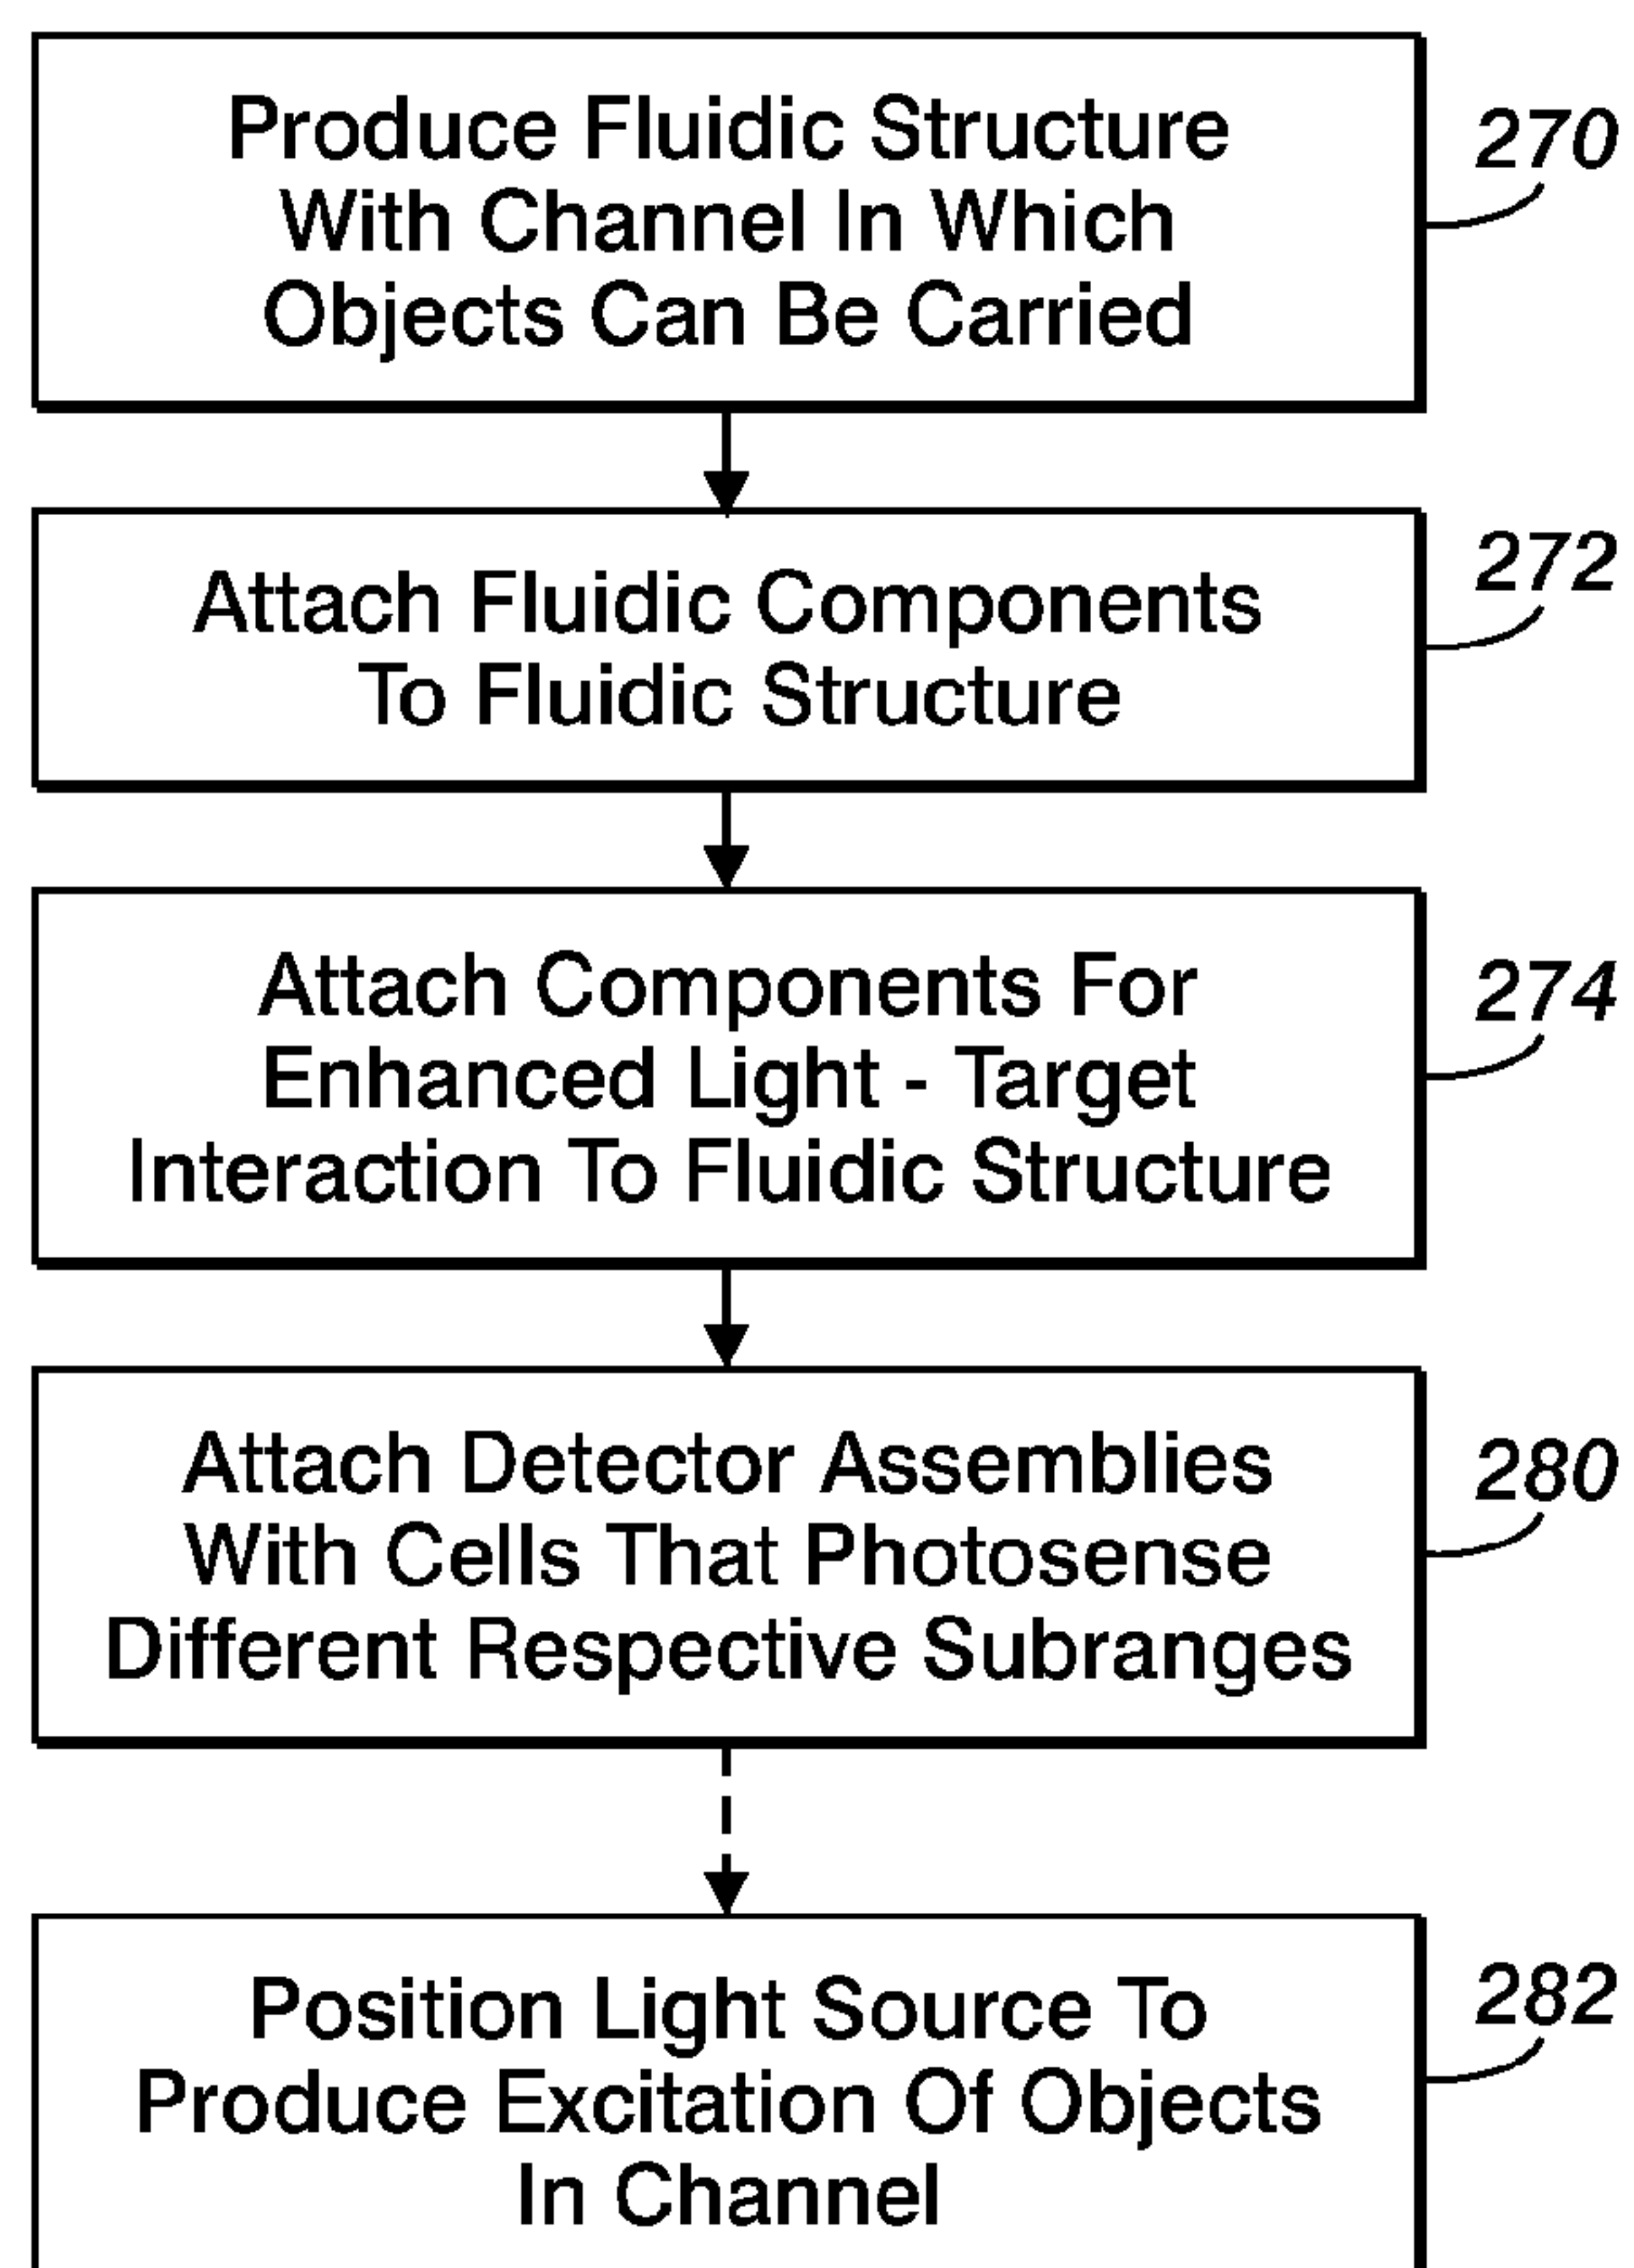 Produce Fluidic Structure
With Channel In Which
Objects Can Be Carried
270
Attach Fluidic Components
To Fluidic Structure
272
Attach Components For
Enhanced Light - Target
Interaction To Fluidic Structure
274
Attach Detector Assemblies
With Cells That Photosense
Different Respective Subranges
280
Position Light Source To
Produce Excitation Of Objects
In Channel
282